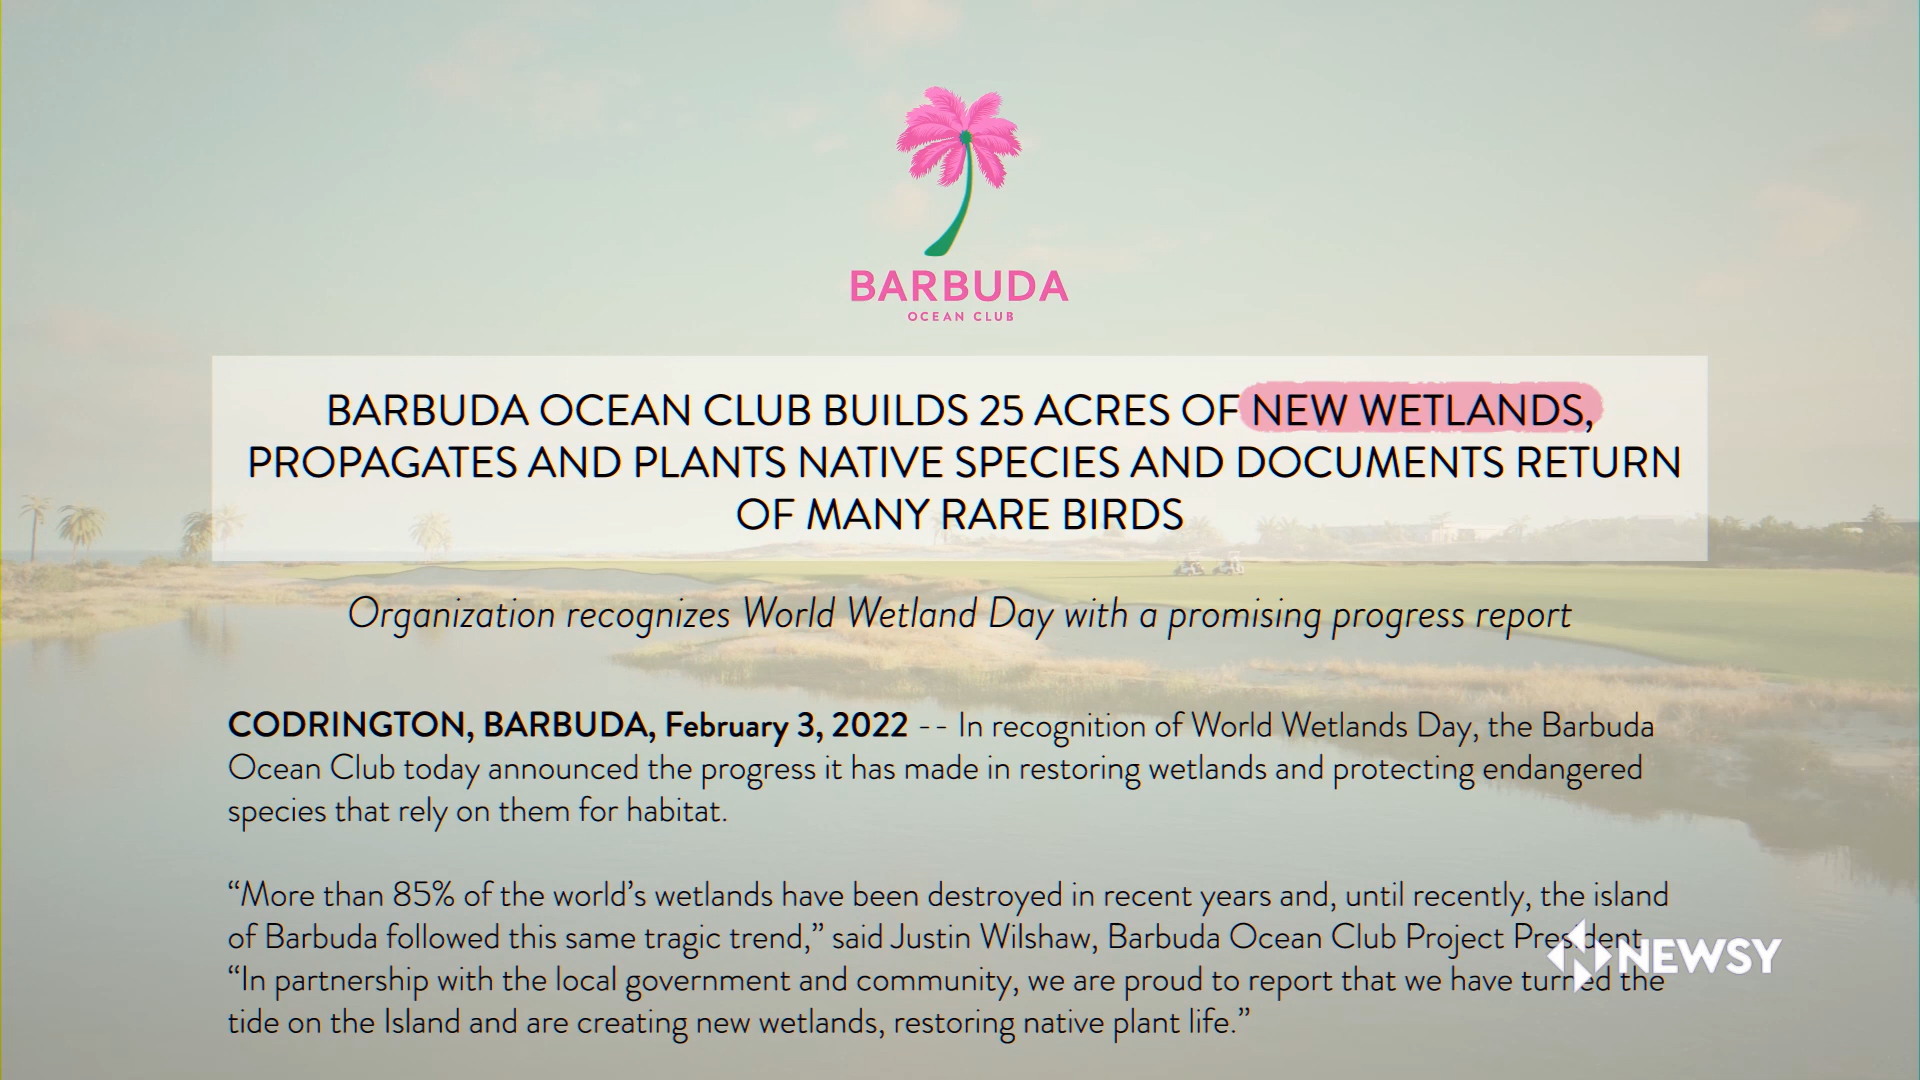 BARBUDA
OCEAN CLUB
BARBUDA OCEAN CLUB BUILDS 25 ACRES OF NEW WETLANDS,
PROPAGATES AND PLANTS NATIVE SPECIES AND DOCUMENTS RETURN
OF MANY RARE BIRDS
Organization recognizes World Wetland Day with a promising progress report
CODRINGTON, BARBUDA, February 3, 2022 -- In recognition of World Wetlands Day, the Barbuda
Ocean Club today announced the progress it has made in restoring wetlands and protecting endangered
species that rely on them for habitat.
“More than 85% of the world’s wetlands have been destroyed in recent years and, until recently, the island
of Barbuda followed this same tragic trend,” said Justin Wilshaw, Barbuda Ocean Club Project President
“In partnership with the local government and community, we are proud to report that we have turned the
tide on the Island and are creating new wetlands, restoring native plant life.”
NEWSY